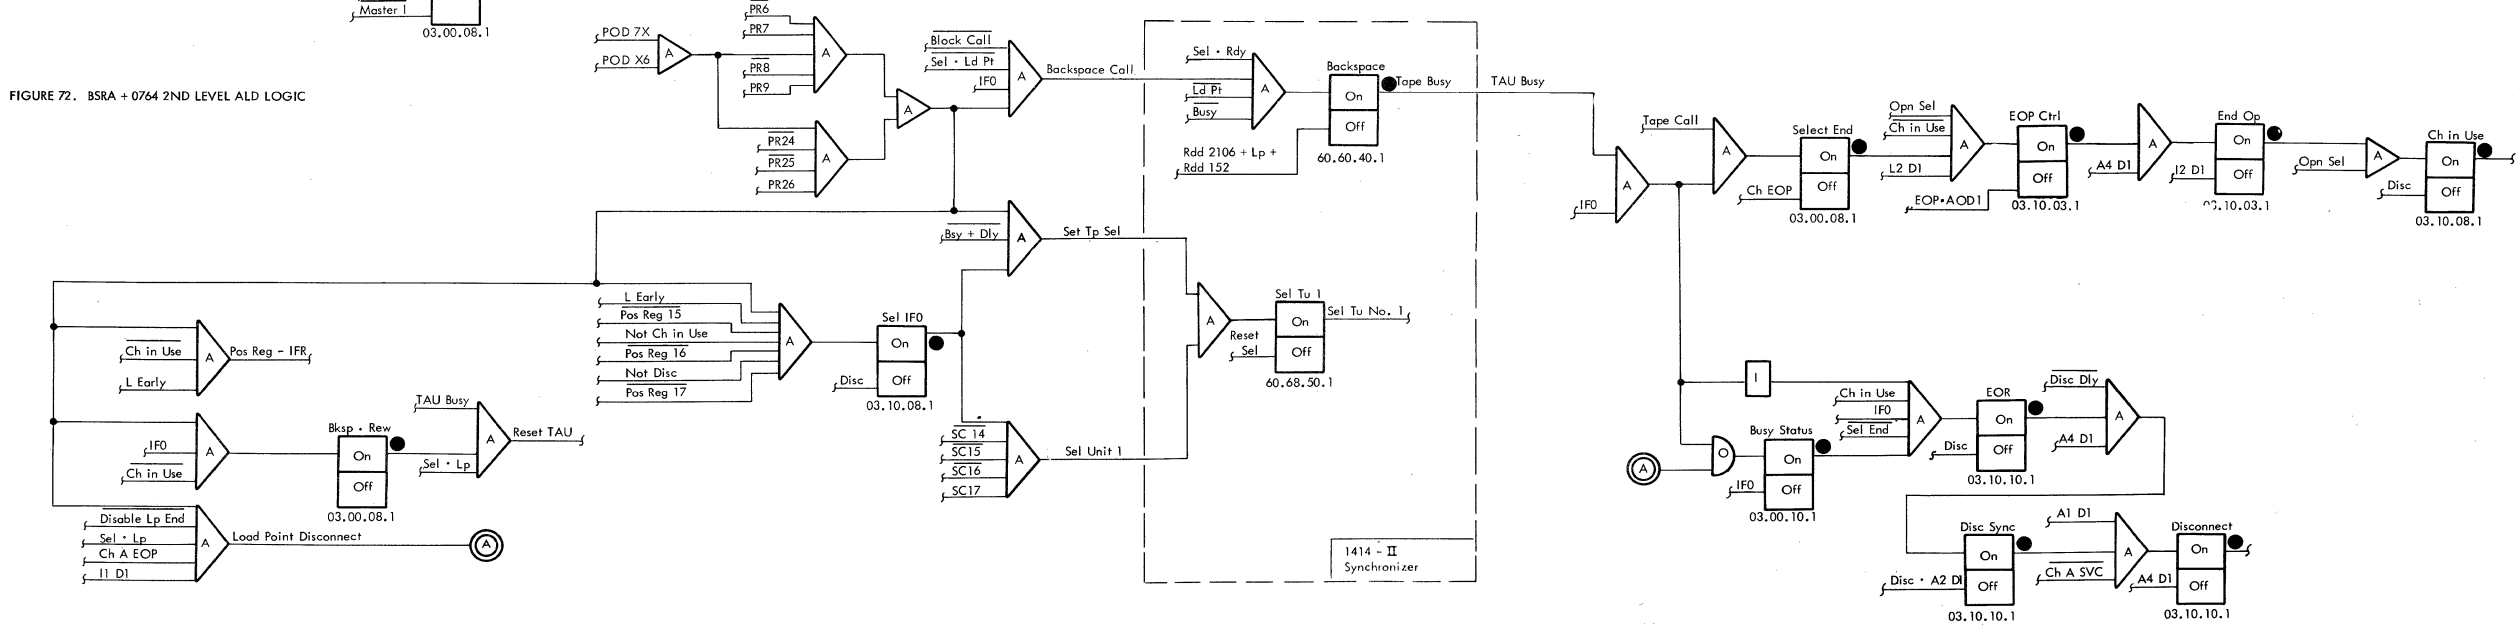 Master 1
03.00.08.1
FIGURE 72. BSRA + 0764 2ND LEVEL ALD LOGIC
POD 7X
POD X6
A
PR6
PR7
PR8
PR9
A
PR24
PR25
PR26
A
A
Block Call
Sel · Ld Pt
IF0
A
Backspace Call
Bsy + Dly
A
Set Tp Sel
Sel · Rdy
Ld Pt
Busy
A
Rdd 2106 + Lp +
Rdd 152
Backspace
On
Off
60.60.40.1
Tape Busy
TAU Busy
IF0
A
Tape Call
A
Ch EOP
Select End
On
Off
03.00.08.1
Opn Sel
Ch in Use
L2 D1
A
EOP·AOD1
EOP Ctrl
On
Off
03.10.03.1
A4 D1
A
I2 D1
End Op
On
Off
.10.03.1
Opn Sel
A
Disc
Ch in Use
On
Off
03.10.08.1
Ch in Use
L Early
A
Pos Reg - IFR
IF0
Ch in Use
A
Bksp · Rew
On
Off
03.00.08.1
TAU Busy
Sel · Lp
A
Reset TAU
Disable Lp End
Sel · Lp
Ch A EOP
I1 D1
A
Load Point Disconnect
A
L Early
Pos Reg 15
Not Ch in Use
Pos Reg 16
Not Disc
Pos Reg 17
A
Disc
Sel IF0
On
Off
03.10.08.1
SC 14
SC15
SC16
SC17
A
Sel Unit 1
A
Reset
Sel
Sel Tu 1
On
Off
60.68.50.1
Sel Tu No. 1
1414 - II
Synchronizer
I
A
O
IF0
Busy Status
On
Off
03.00.10.1
Ch in Use
IF0
Sel End
A
Disc
EOR
On
Off
03.10.10.1
Disc Dly
A4 D1
A
Disc · A2 D1
Disc Sync
On
Off
03.10.10.1
A1 D1
Ch A SVC
A
A4 D1
Disconnect
On
Off
03.10.10.1